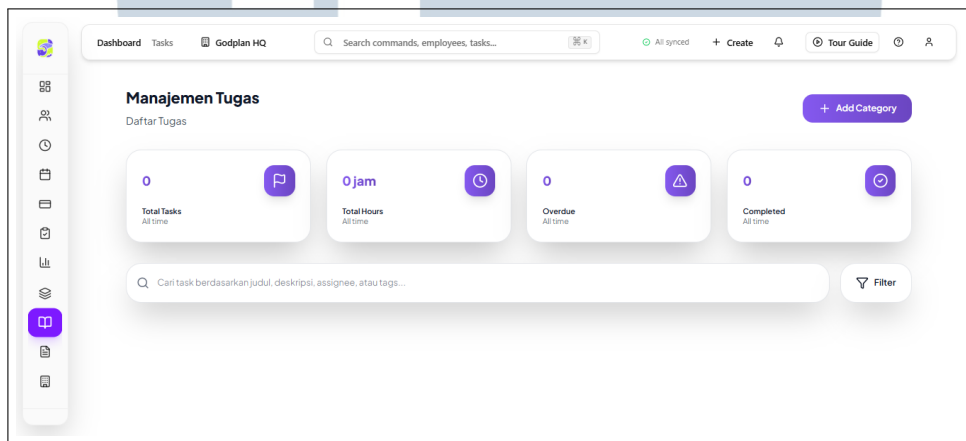 Dashboard Tasks Godplan HQ Search commands, employees, tasks... ⌘ K All synced + Create Tour Guide
Manajemen Tugas
Daftar Tugas
+ Add Category
0
Total Tasks
All time
0 jam
Total Hours
All time
0
Overdue
All time
0
Completed
All time
Cari task berdasarkan judul, deskripsi, assignee, atau tags...
Filter